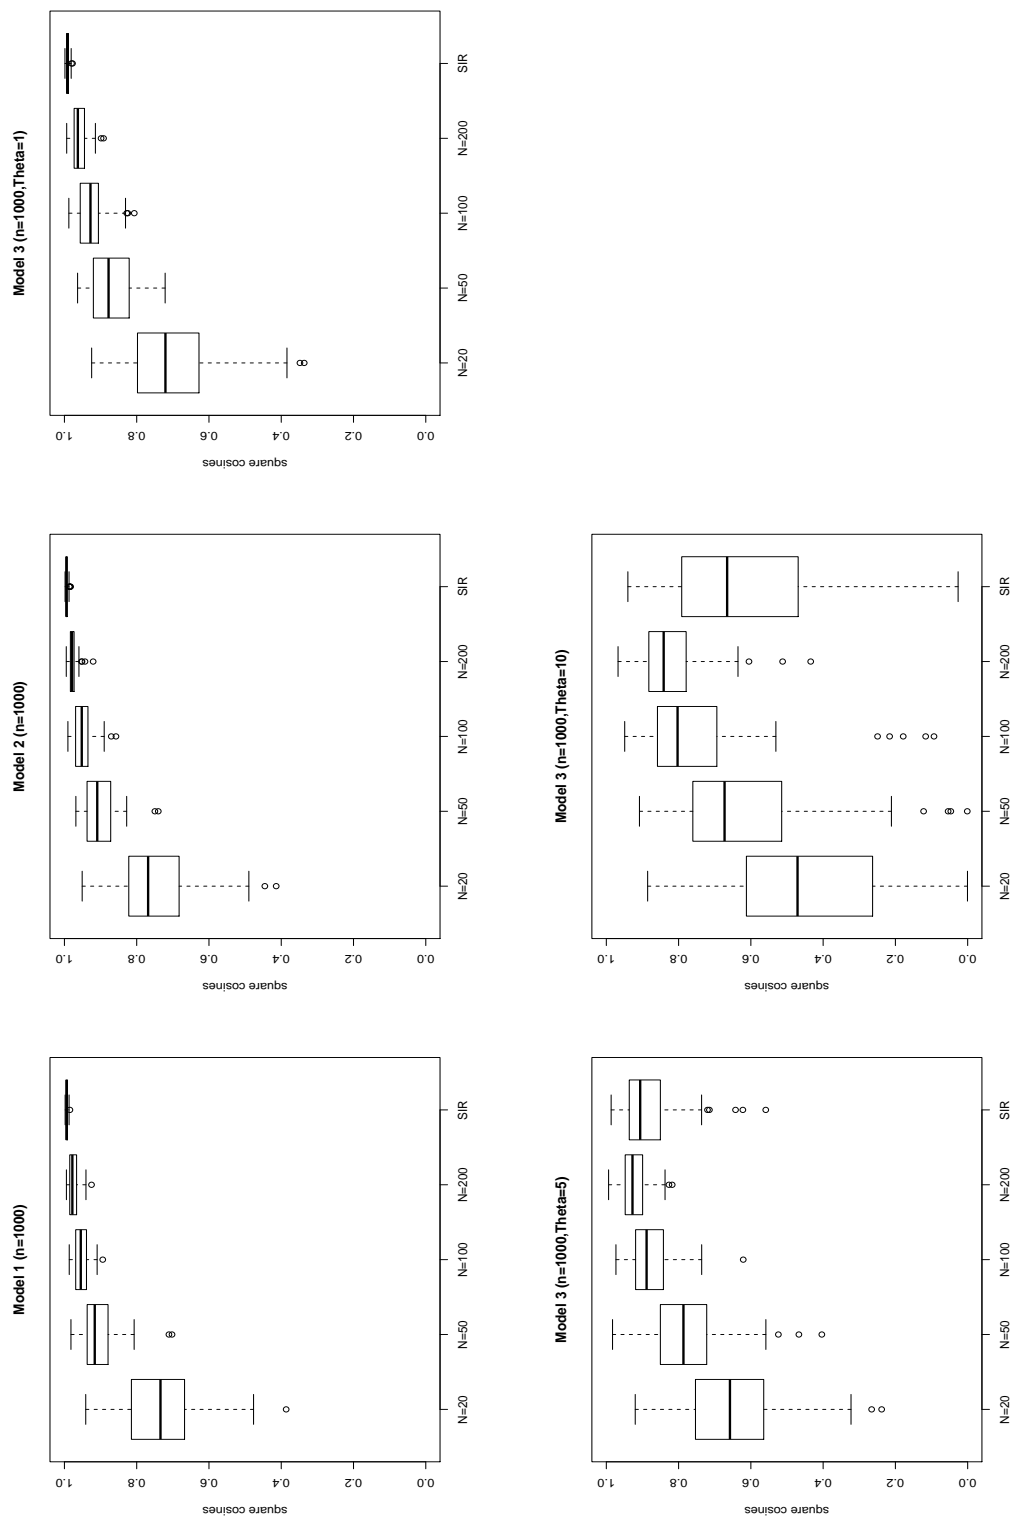 Model 1 (n=1000)
square cosines
0.0 0.2 0.4 0.6 0.8 1.0
N=20 N=50 N=100 N=200 SIR
Model 2 (n=1000)
square cosines
0.0 0.2 0.4 0.6 0.8 1.0
N=20 N=50 N=100 N=200 SIR
Model 3 (n=1000,Theta=1)
square cosines
0.0 0.2 0.4 0.6 0.8 1.0
N=20 N=50 N=100 N=200 SIR
Model 3 (n=1000,Theta=5)
square cosines
0.0 0.2 0.4 0.6 0.8 1.0
N=20 N=50 N=100 N=200 SIR
Model 3 (n=1000,Theta=10)
square cosines
0.0 0.2 0.4 0.6 0.8 1.0
N=20 N=50 N=100 N=200 SIR